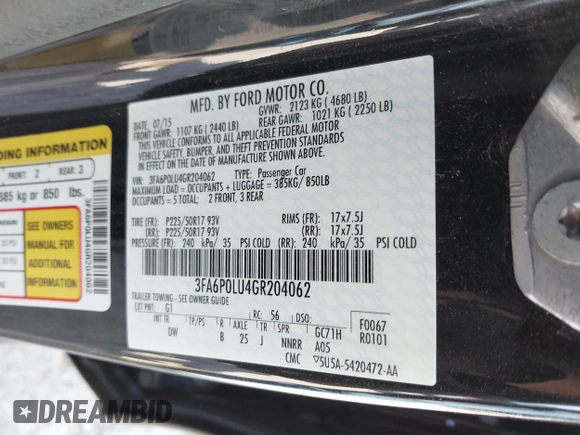 MFD. BY FORD MOTOR CO.
07/15 GVWR: 2123 KG ( 4680 LB)
FRONT GAWR: 1107 KG ( 2440 LB) REAR GAWR: 1021 KG ( 2250 LB)
THIS VEHICLE CONFORMS TO ALL APPLICABLE FEDERAL MOTOR
VEHICLE SAFETY, BUMPER, AND THEFT PREVENTION STANDARDS
IN EFFECT ON THE DATE OF MANUFACTURE SHOWN ABOVE.
VIN: 3FA6P0LU4GR204062 TYPE: Passenger Car
MAXIMUM LOAD = OCCUPANTS + LUGGAGE = 385KG/ 850LB
OCCUPANTS = 5 TOTAL: 2 FRONT, 3 REAR
TIRE (F): P225/50R17 93V RIMS (F): 17x7.5J
(RR): P225/50R17 93V (RR): 17x7.5J
PRESSURE (F): 240 kPa/ 35 PSI COLD (RR): 240 kPa/ 35 PSI COLD
3FA6P0LU4GR204062
TRAILER TOWING - SEE OWNER GUIDE
EXT PNT: G1 RC: 56 DSO: F0067
INT TR TP/PS R AXLE TR SPR GC71H R0101
DW B 25 J NNRR A05
CMC 5U5A-5420472-AA
DING INFORMATION
FRONT: 2 REAR: 3
385 kg or 850 lbs.
SEE OWNERS
MANUAL FOR
ADDITIONAL
INFORMATION
3FA6P0LU4GR204062
DREAMBID